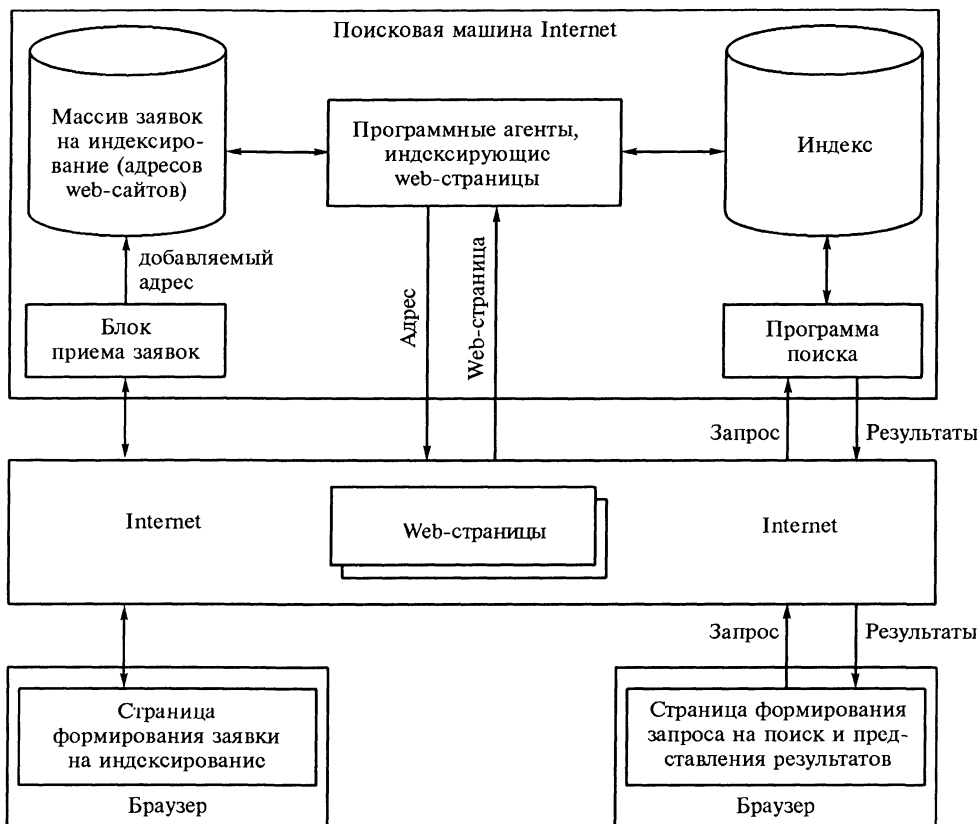 Поисковая машина Internet
Массив заявок
на индексиро-
вание (адресов
web-сайтов)
Программные агенты,
индексирующие
web-страницы
Индекс
добавляемый
адрес
Блок
приема заявок
Адрес
Web-страница
Программа
поиска
Запрос
Результаты
Internet
Web-страницы
Internet
Запрос
Результаты
Страница
формирования заявки
на индексирование
Браузер
Страница формирования
запроса на поиск и пред-
ставления результатов
Браузер